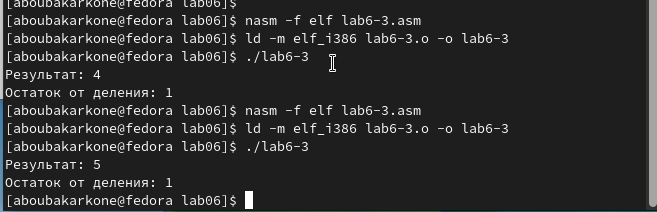 [aboubakarkone@fedora lab06]$
[aboubakarkone@fedora lab06]$ nasm -f elf lab6-3.asm
[aboubakarkone@fedora lab06]$ ld -m elf_i386 lab6-3.o -o lab6-3
[aboubakarkone@fedora lab06]$ ./lab6-3
Результат: 4
Остаток от деления: 1
[aboubakarkone@fedora lab06]$ nasm -f elf lab6-3.asm
[aboubakarkone@fedora lab06]$ ld -m elf_i386 lab6-3.o -o lab6-3
[aboubakarkone@fedora lab06]$ ./lab6-3
Результат: 5
Остаток от деления: 1
[aboubakarkone@fedora lab06]$